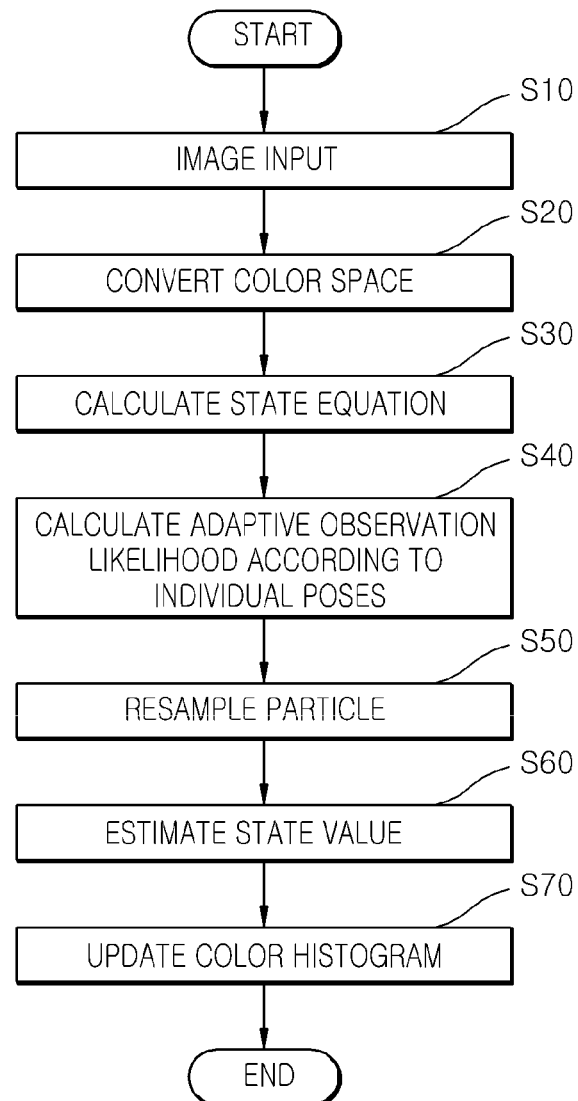 START
S10
IMAGE INPUT
S20
CONVERT COLOR SPACE
S30
CALCULATE STATE EQUATION
S40
CALCULATE ADAPTIVE OBSERVATION
LIKELIHOOD ACCORDING TO
INDIVIDUAL POSES
S50
RESAMPLE PARTICLE
S60
ESTIMATE STATE VALUE
S70
UPDATE COLOR HISTOGRAM
END